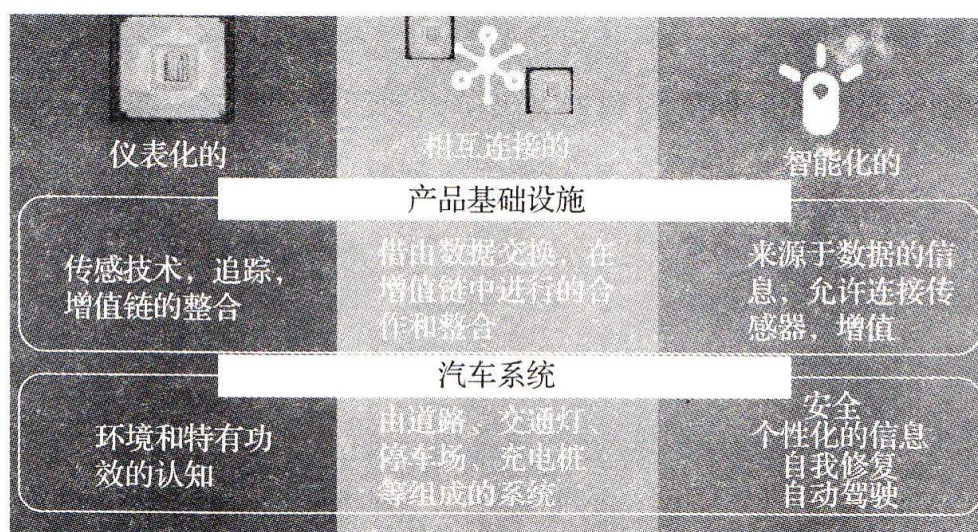 仪表化的
相互连接的
智能化的
产品基础设施
传感技术，追踪，
增值链的整合
借由数据交换，在
增值链中进行的合
作和整合
来源于数据的信
息，允许连接传
感器，增值
汽车系统
环境和特有功
效的认知
由道路、交通灯、
停车场、充电桩
等组成的系统
安全
个性化的信息
自我修复
自动驾驶